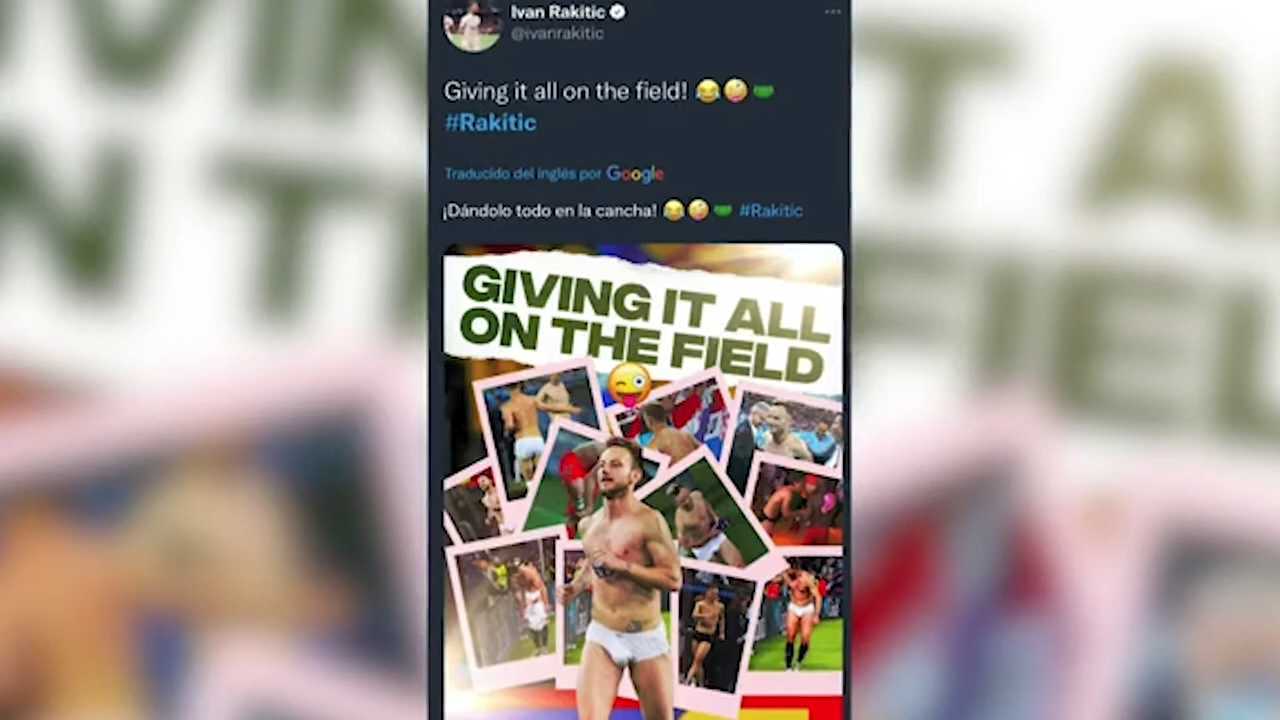 Ivan Rakitic
@ivanrakitic
Giving it all on the field! 😂🤪🩲
#Rakitic
Traducido del inglés por Google
¡Dándolo todo en la cancha! 😂🤪🩲 #Rakitic
GIVING IT ALL
ON THE FIELD